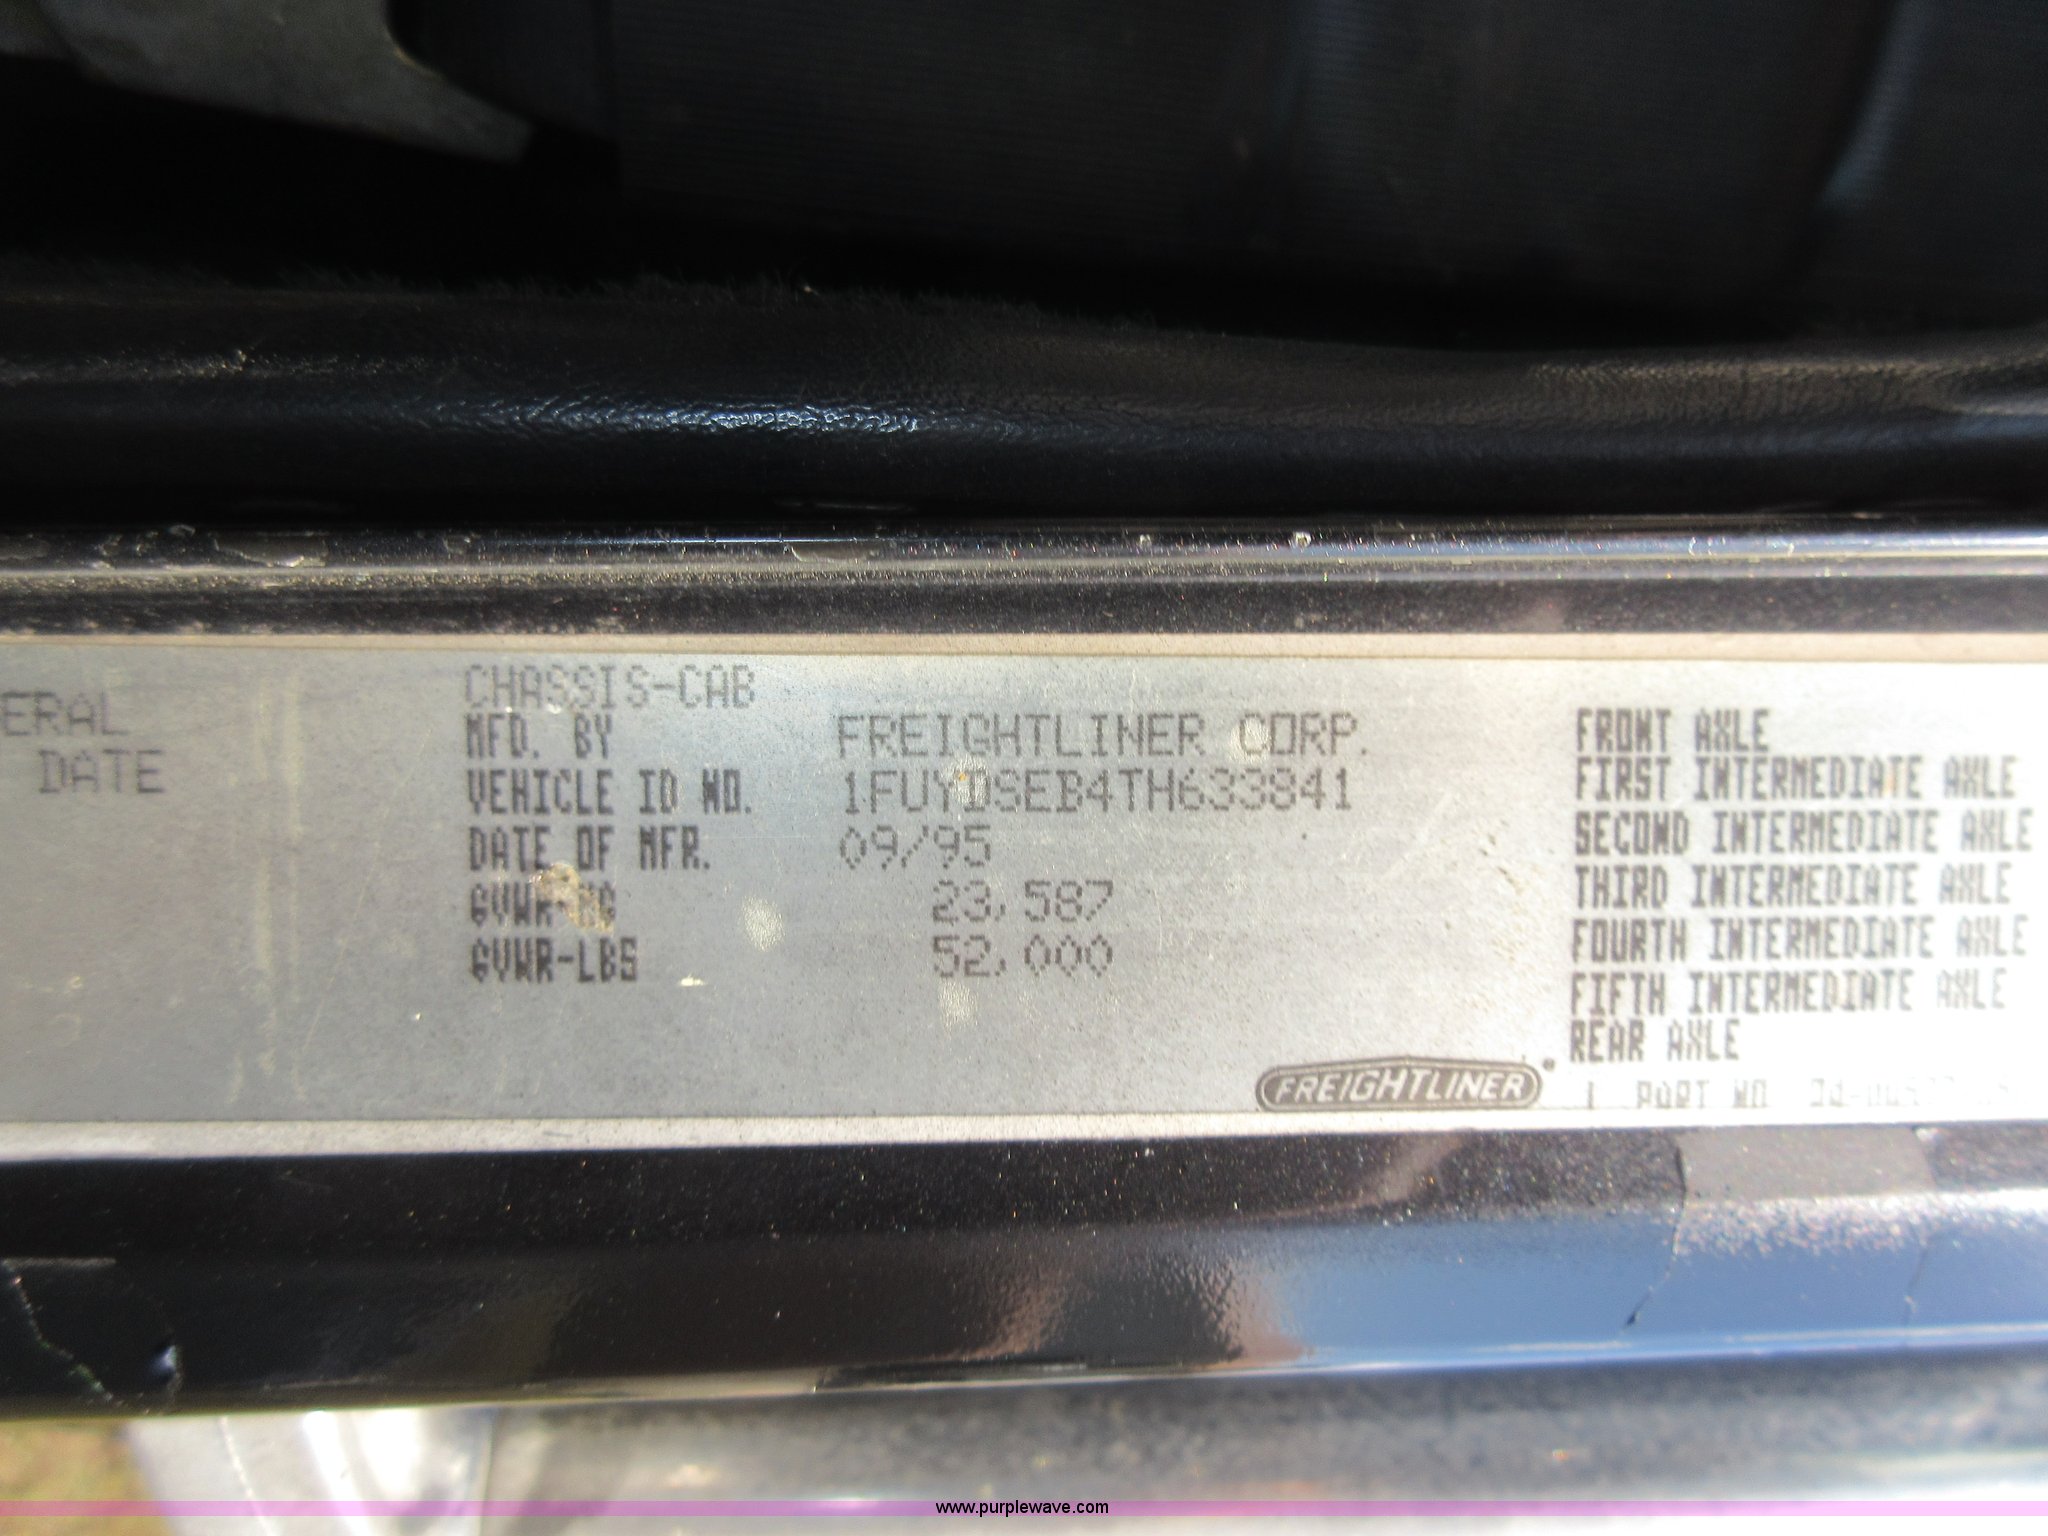 ERAL
DATE
CHASSIS-CAB
MFD. BY FREIGHTLINER CORP.
VEHICLE ID NO. 1FUYDSEB4TH633841
DATE OF MFR. 09/95
GVWR-KG 23,587
GVWR-LBS 52,000
FRONT AXLE
FIRST INTERMEDIATE AXLE
SECOND INTERMEDIATE AXLE
THIRD INTERMEDIATE AXLE
FOURTH INTERMEDIATE AXLE
FIFTH INTERMEDIATE AXLE
REAR AXLE
FREIGHTLINER®
PART NO.
www.purplewave.com